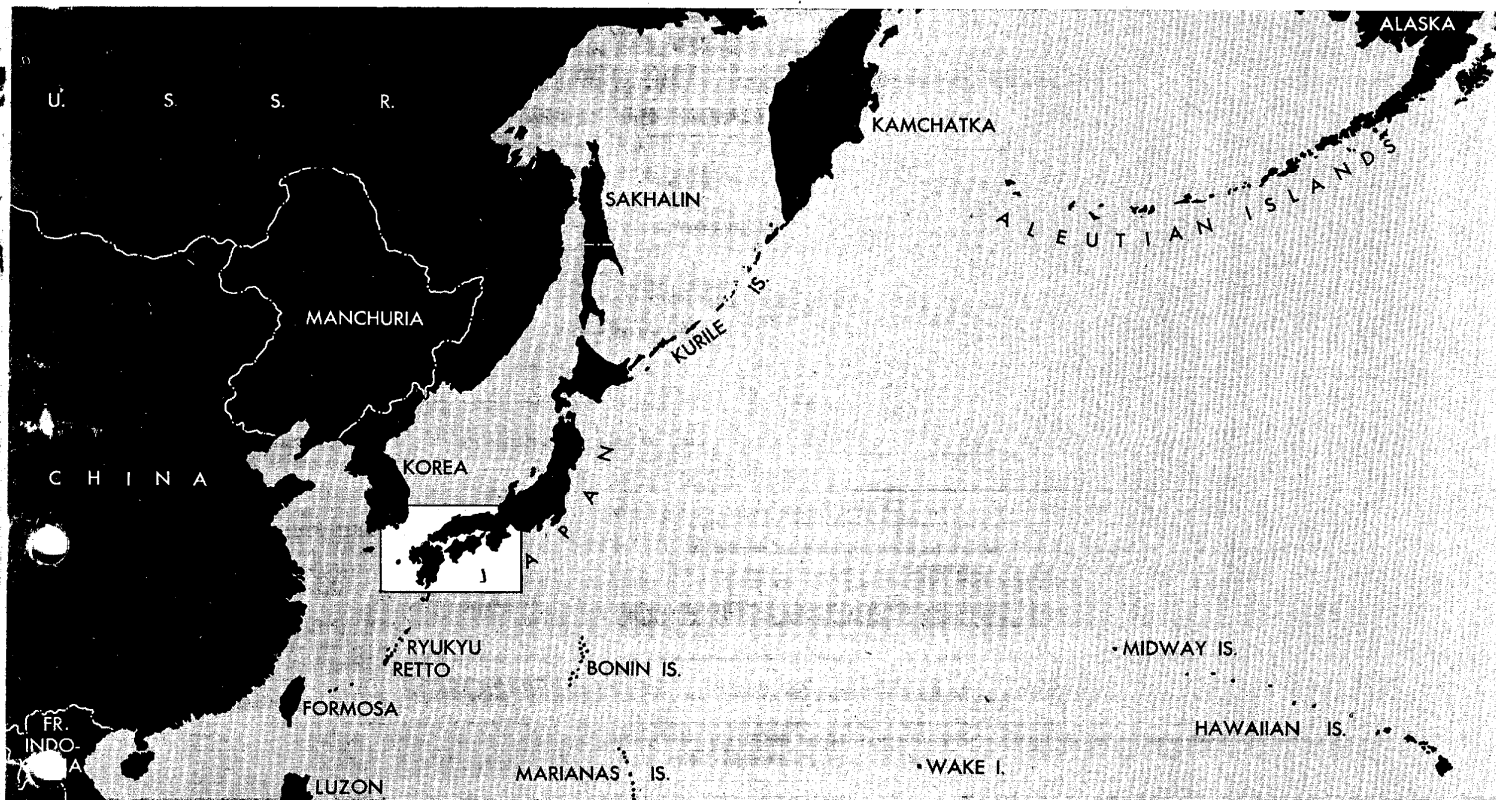 ALASKA
U. S. S. R.
KAMCHATKA
SAKHALIN
ALEUTIAN ISLANDS
MANCHURIA
KURILE IS.
KOREA
CHINA
JAPAN
RYUKYU
RETTO
BONIN IS.
MIDWAY IS.
FORMOSA
FR.
INDO-
HAWAIIAN IS.
MARIANAS IS.
WAKE I.
LUZON